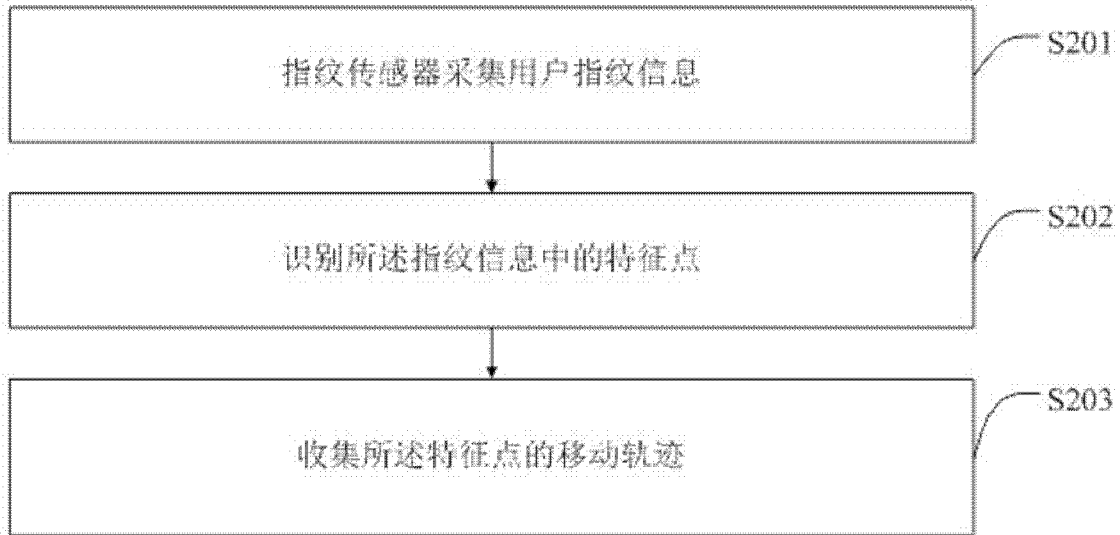 指纹传感器采集用户指纹信息
S201
识别所述指纹信息中的特征点
S202
收集所述特征点的移动轨迹
S203